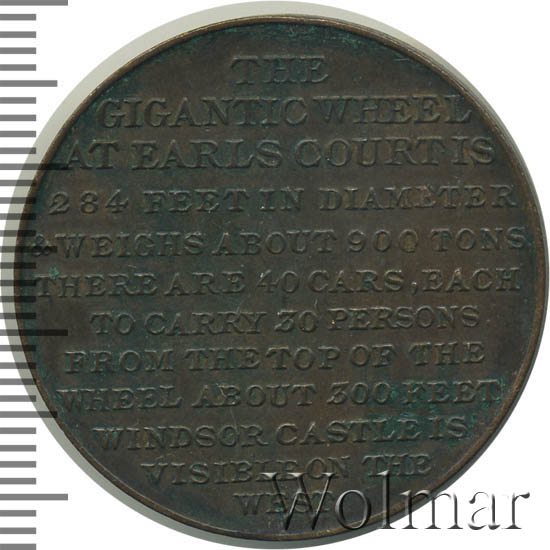 THE
GIGANTIC WHEEL
AT EARLS COURT IS
284 FEET IN DIAMETER
& WEIGHS ABOUT 900 TONS
THERE ARE 40 CARS, EACH
TO CARRY 30 PERSONS
FROM THE TOP OF THE
WHEEL ABOUT 300 FEET
WINDSOR CASTLE IS
VISIBLE ON THE
WEST
Wolmar